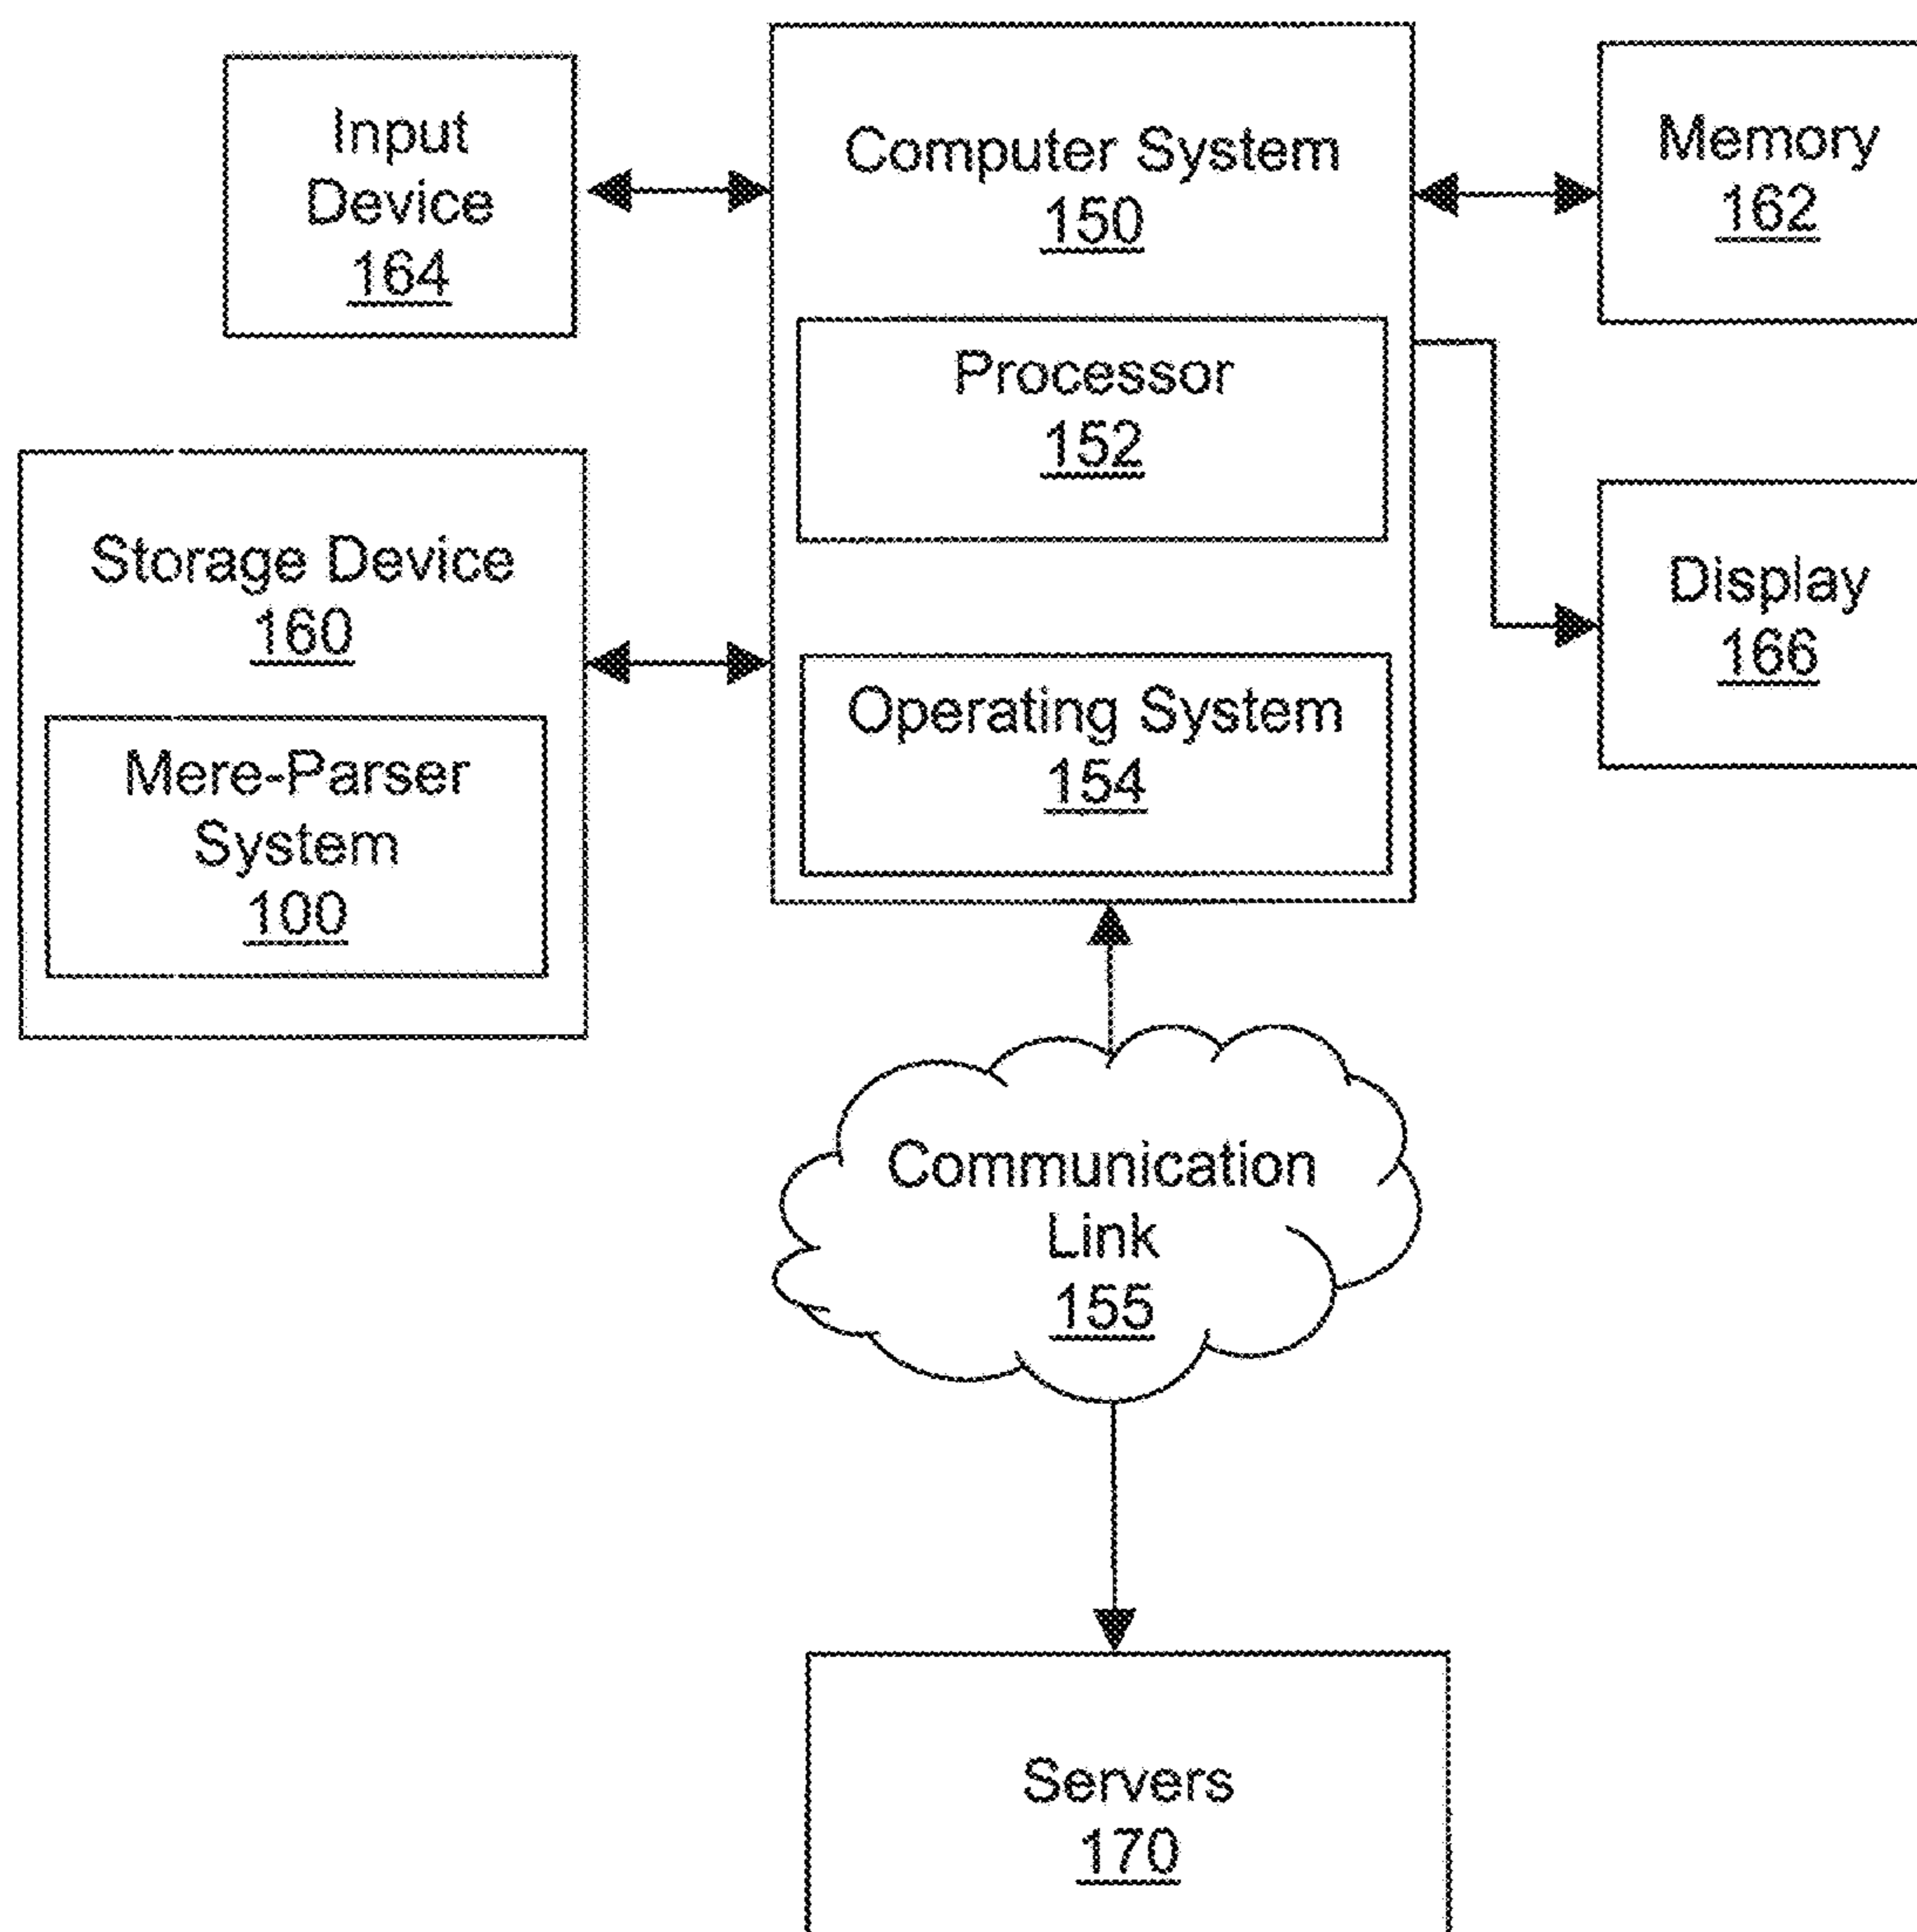 Input
Device
164
Computer System
150
Memory
162
Processor
152
Storage Device
160
Display
166
Operating System
154
Mere-Parser
System
100
Communication
Link
155
Servers
170